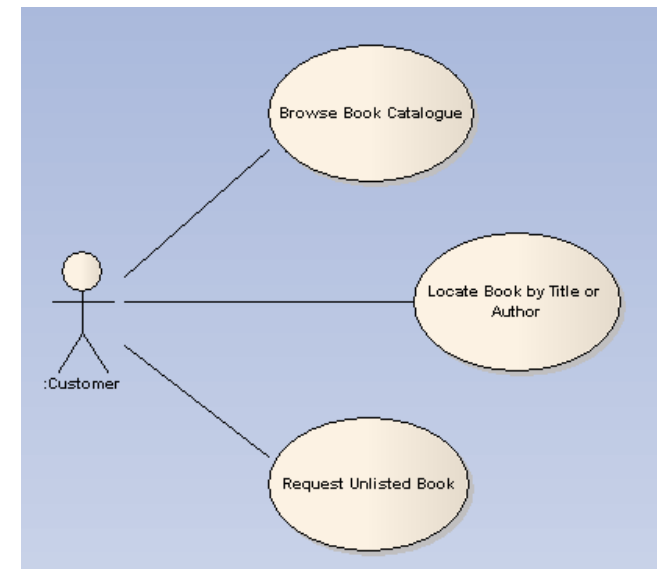 Browse Book Catalogue
Locate Book by Title or
Author
:Customer
Request Unlisted Book